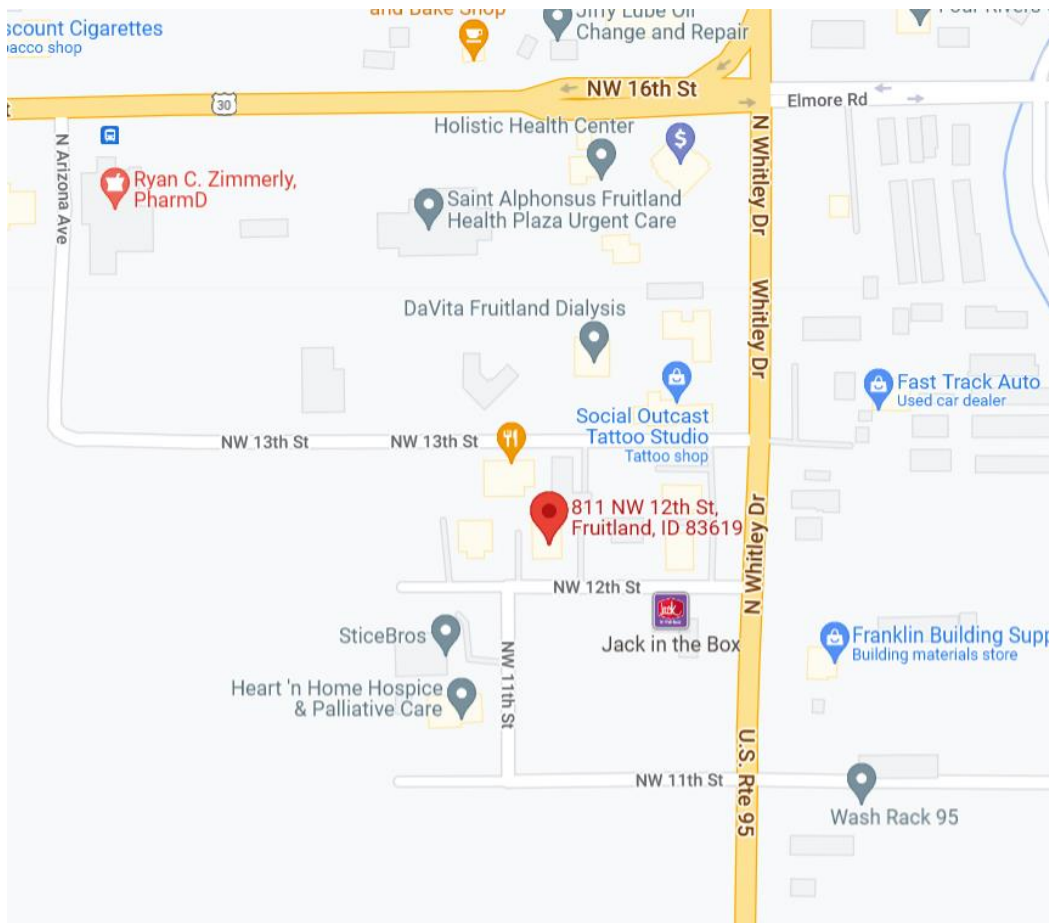 and Bake Shop
Jiffy Lube Oil
Change and Repair
scount Cigarettes
bacco shop
30
NW 16th St
Elmore Rd
Holistic Health Center
N Arizona Ave
Ryan C. Zimmerly,
PharmD
Saint Alphonsus Fruitland
Health Plaza Urgent Care
N Whitley Dr
Whitley Dr
DaVita Fruitland Dialysis
Fast Track Auto
Used car dealer
Social Outcast
Tattoo Studio
Tattoo shop
NW 13th St
NW 13th St
811 NW 12th St,
Fruitland, ID 83619
N Whitley Dr
NW 12th St
Jack
Jack in the Box
SticeBros
Franklin Building Supp
Building materials store
NW 11th St
Heart 'n Home Hospice
& Palliative Care
U.S. Rte 95
NW 11th St
Wash Rack 95